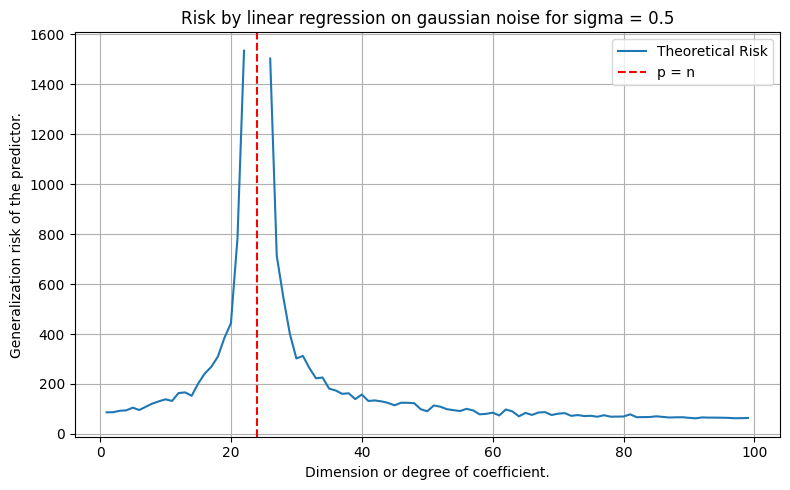 Risk by linear regression on gaussian noise for sigma = 0.5
Theoretical Risk
p = n
Generalization risk of the predictor.
1600
1400
1200
1000
800
600
400
200
0
0 20 40 60 80 100
Dimension or degree of coefficient.